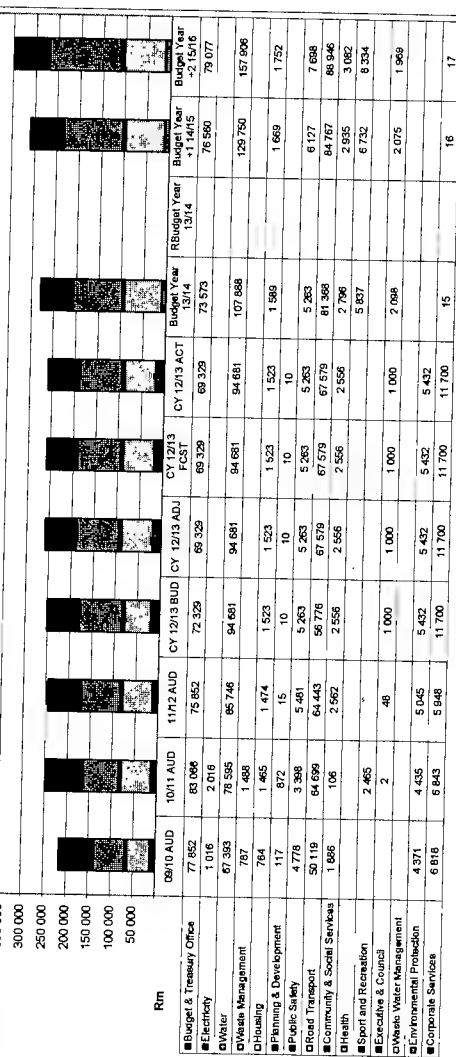 300 000
250 000
200 000
150 000
100 000
50 000
Rm
09/10 AUD 10/11 AUD 11/12 AUD CY 12/13 BUD CY 12/13 ADJ CY 12/13 FCST CY 12/13 ACT Budget Year 13/14 RBudget Year 13/14 Budget Year +1 14/15 Budget Year +2 15/16
Budget & Treasury Office 77 852 83 066 75 852 72 329 69 329 69 329 69 329 73 573 76 560 79 077
Electricity 1 016 2 016
Water 67 393 78 595 85 746 94 681 94 681 94 681 94 681 107 888 129 750 157 906
Waste Management 787 1 488
Housing 764 1 465 1 474 1 523 1 523 1 523 1 523 1 589 1 669 1 752
Planning & Development 117 872 15 10 10 10 10
Public Safety 4 778 3 398 5 481 5 263 5 263 5 263 5 263 5 263 6 127 7 698
Road Transport 50 119 64 699 64 443 56 776 67 579 67 579 67 579 81 368 84 767 88 946
Community & Social Services 1 886 106 2 562 2 556 2 556 2 556 2 556 2 796 2 935 3 082
Health 5 837 6 732 8 334
Sport and Recreation 2 465
Executive & Council 2 48 1 000 1 000 1 000 1 000 2 098 2 075 1 969
Waste Water Management
Environmental Protection 4 371 4 435 5 045 5 432 5 432 5 432 5 432
Corporate Services 6 818 6 843 5 948 11 700 11 700 11 700 11 700 15 16 17